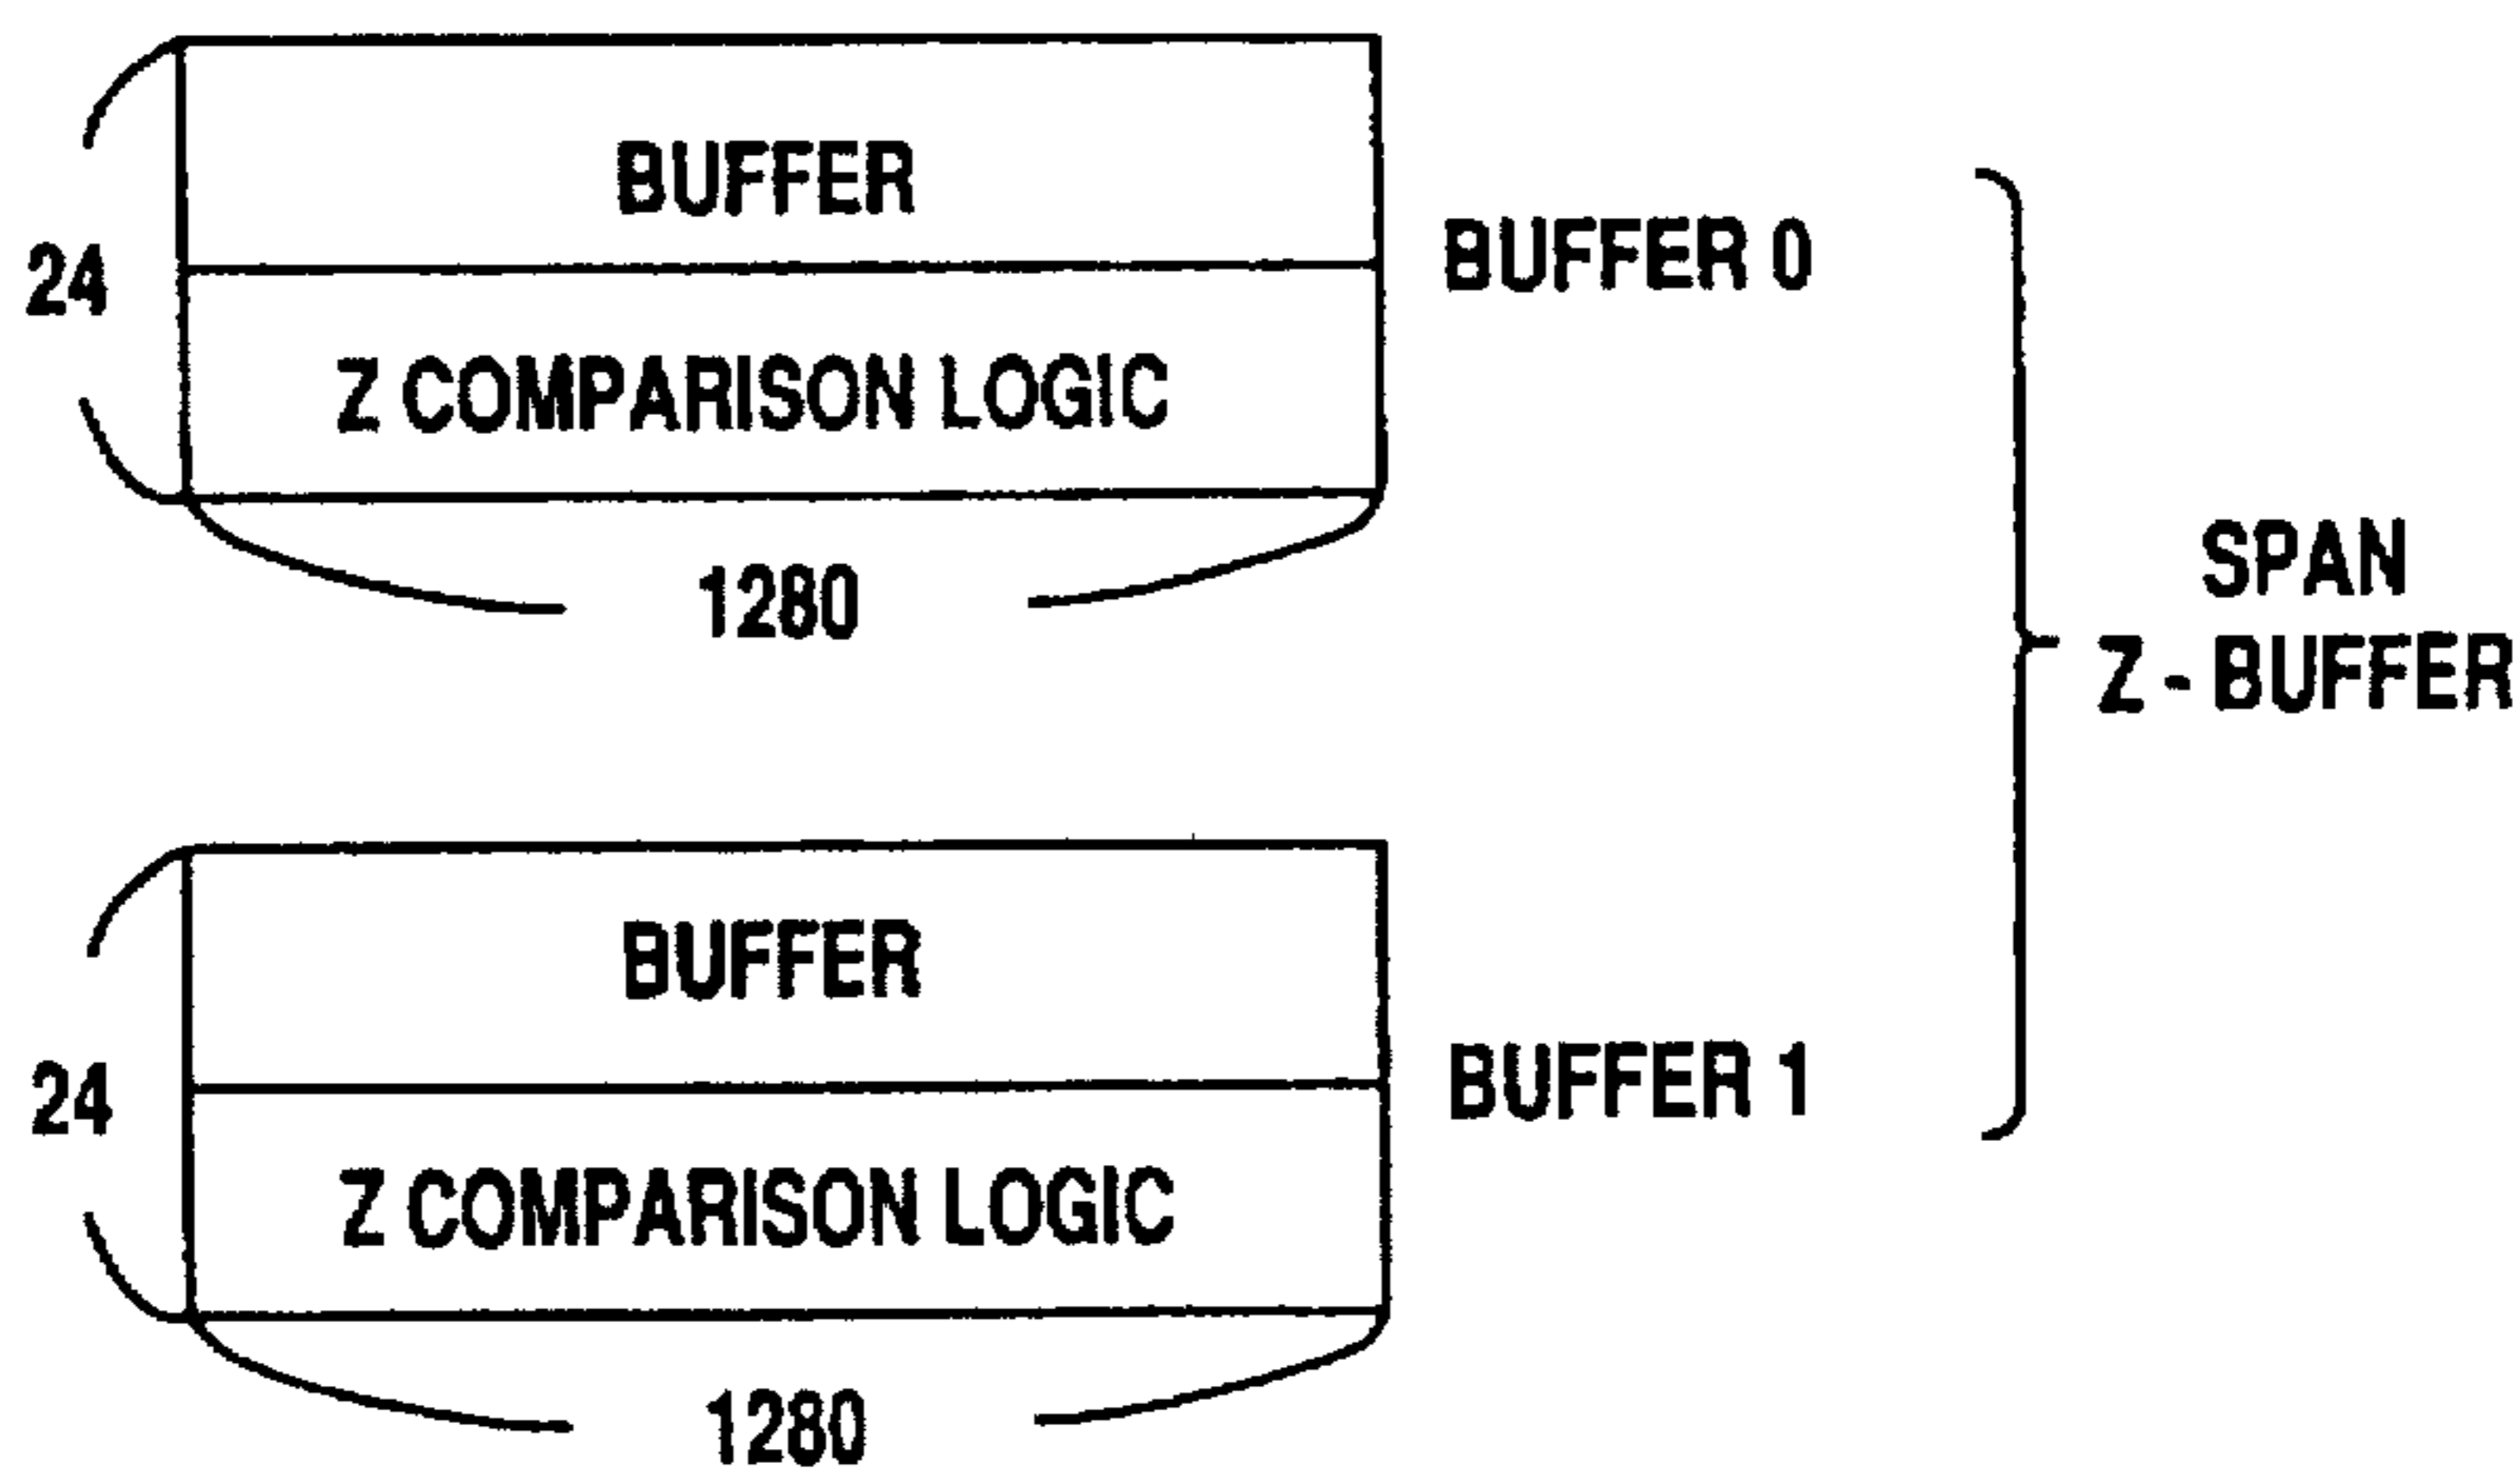 BUFFER
24
BUFFER 0
Z COMPARISON LOGIC
1280
SPAN
Z - BUFFER
BUFFER
24
BUFFER 1
Z COMPARISON LOGIC
1280